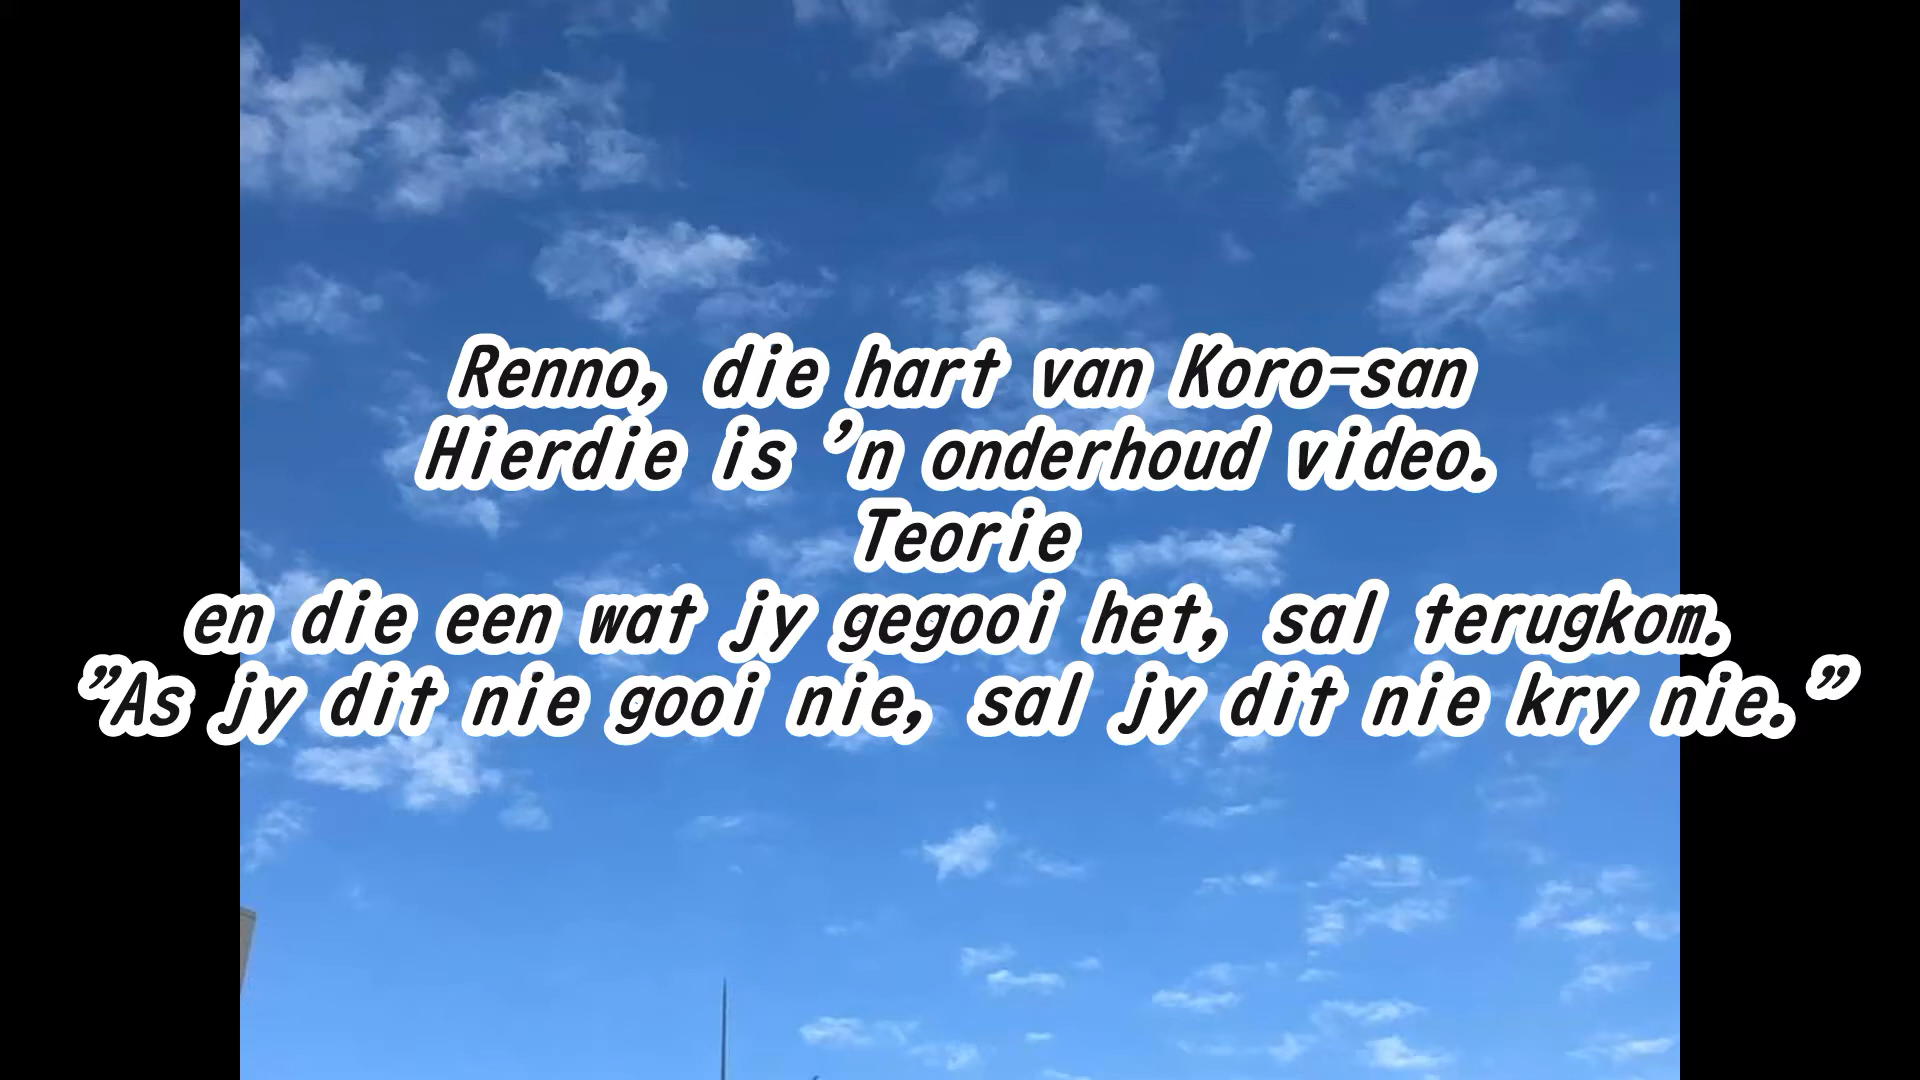 Renno, die hart van Koro-san
Hierdie is 'n onderhoud video.
Teorie
en die een wat jy gegooi het, sal terugkom.
"As jy dit nie gooi nie, sal jy dit nie kry nie."